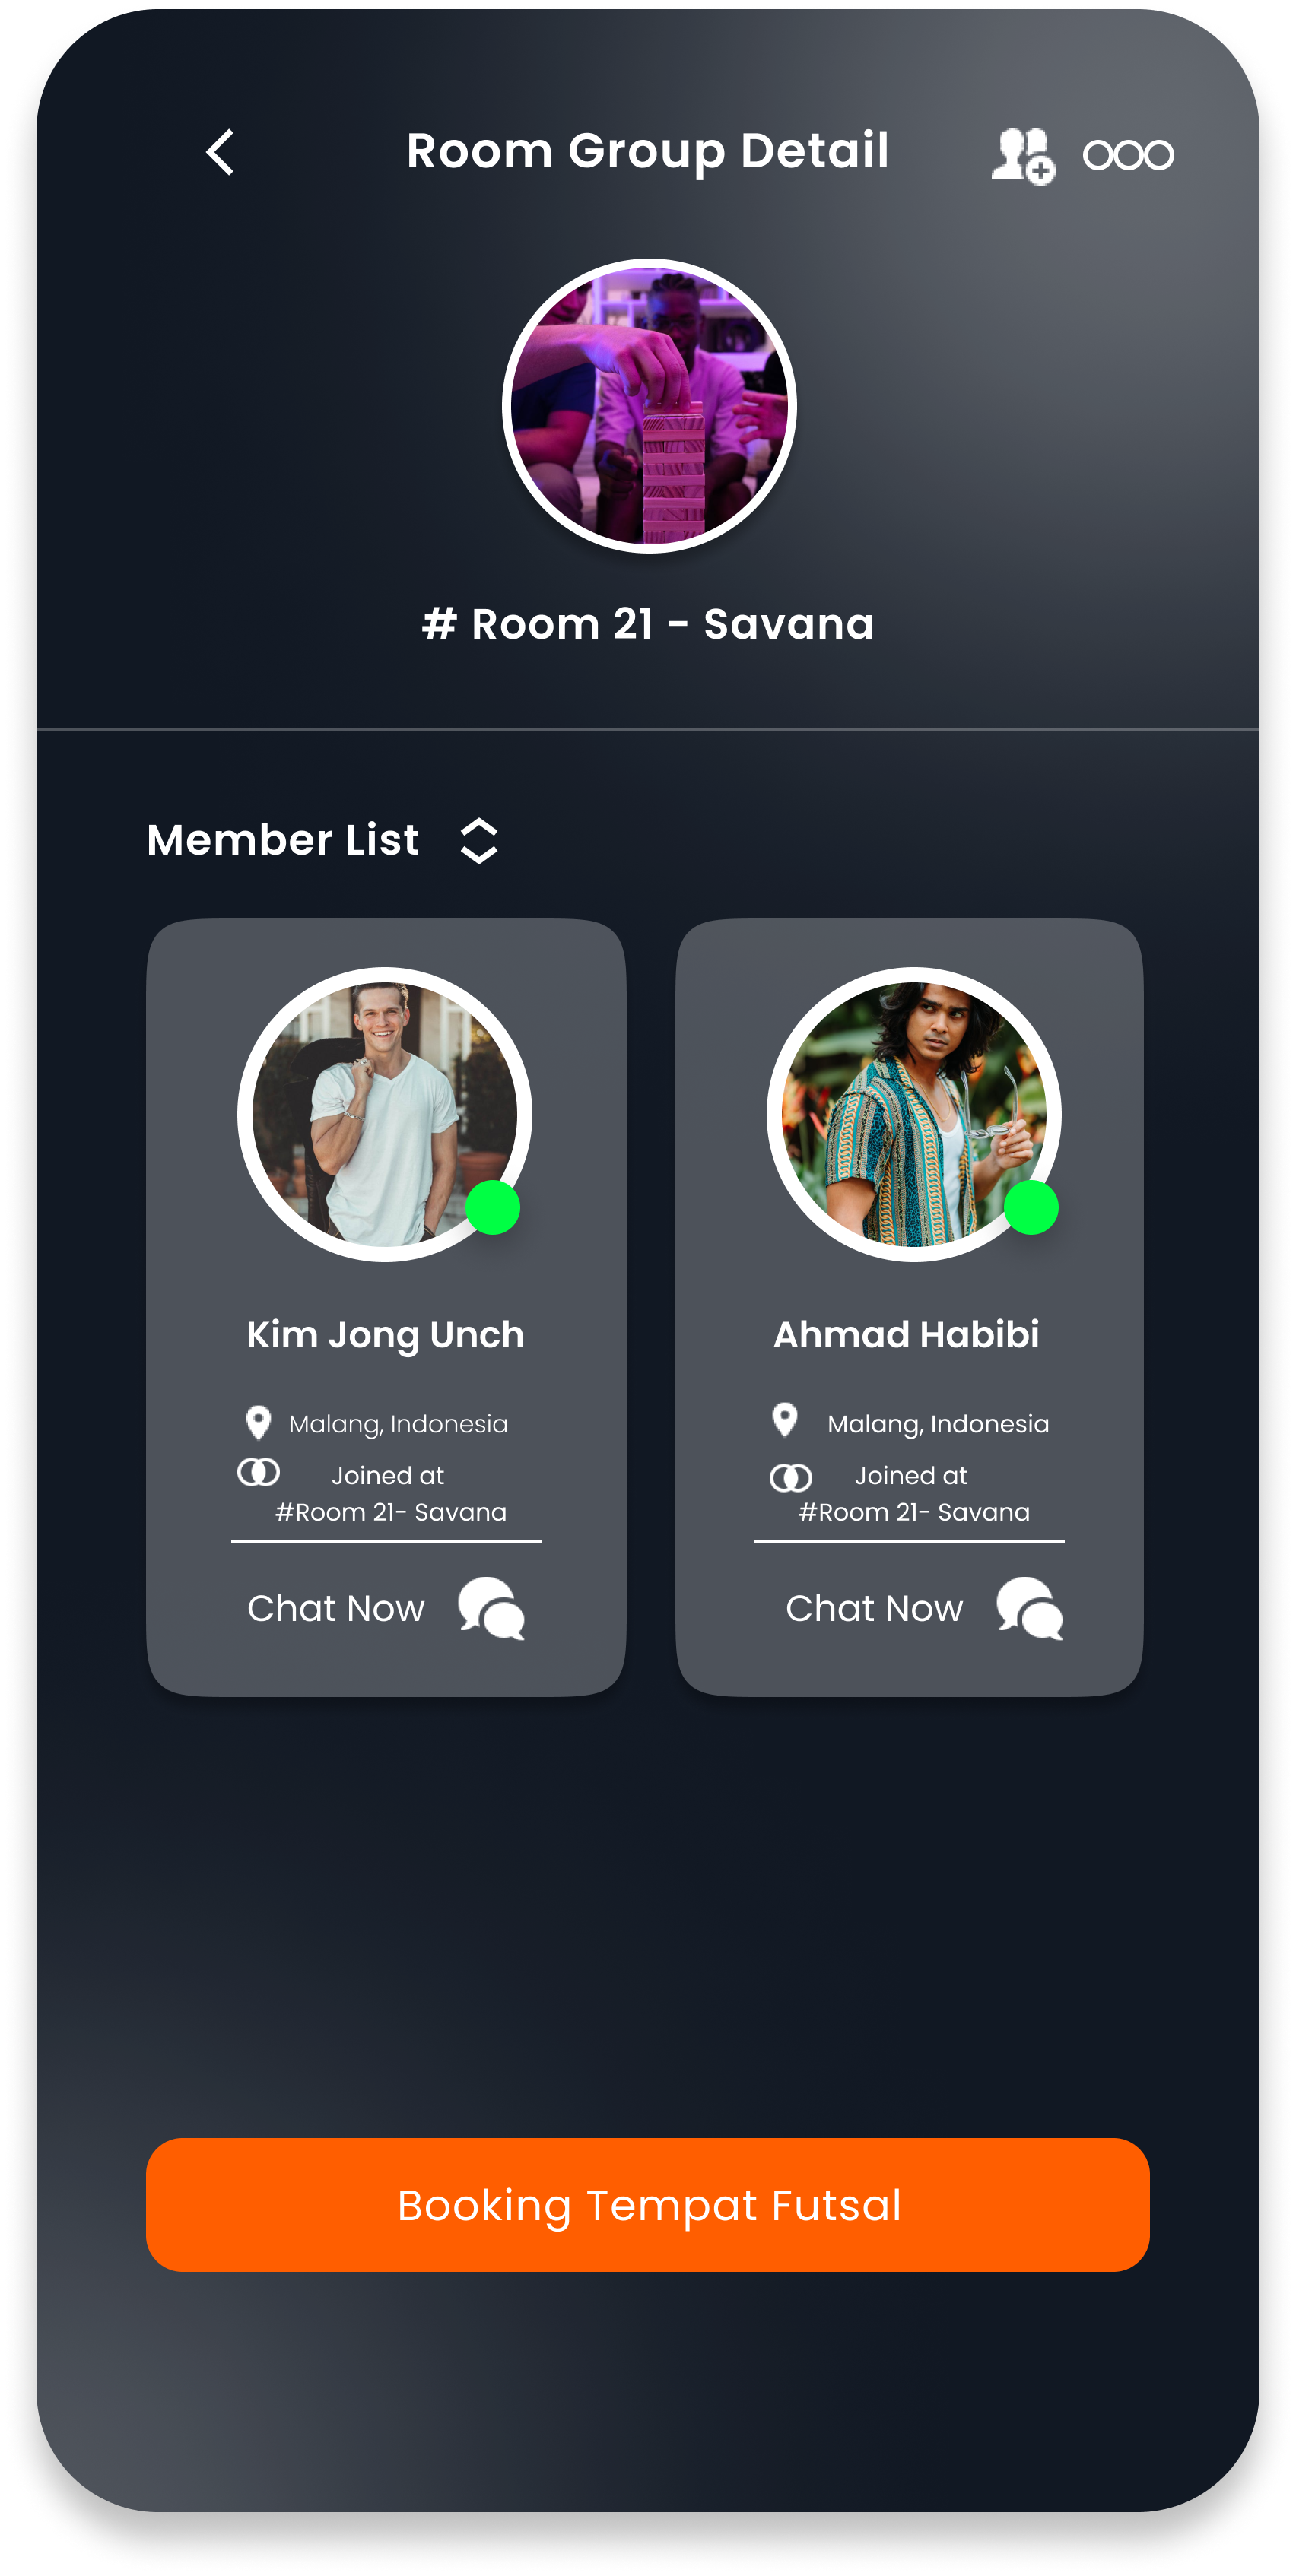 Room Group Detail
# Room 21 - Savana
Member List
Kim Jong Unch
Malang, Indonesia
Joined at
#Room 21- Savana
Chat Now
Ahmad Habibi
Malang, Indonesia
Joined at
#Room 21- Savana
Chat Now
Booking Tempat Futsal